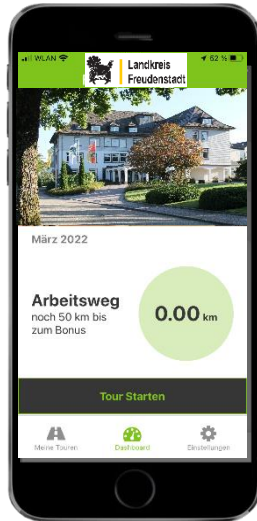 WLAN
62 %
Landkreis
Freudenstadt
März 2022
Arbeitsweg
noch 50 km bis
zum Bonus
0.00 km
Tour Starten
Meine Touren Dashboard Einstellungen